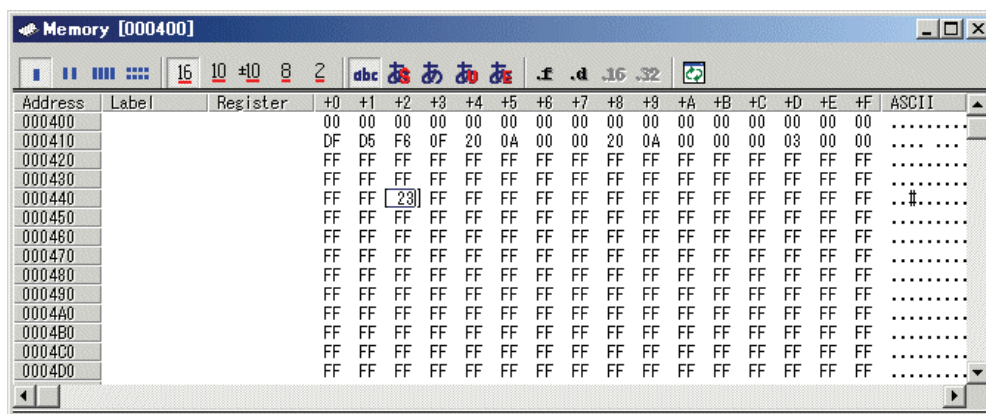 Memory [000400]
16 10 ±10 8 2 abc あS あ あD あE .f .d .16 .32
Address Label Register +0 +1 +2 +3 +4 +5 +6 +7 +8 +9 +A +B +C +D +E +F ASCII
000400 00 00 00 00 00 00 00 00 00 00 00 00 00 00 00 00 .........
000410 DF D5 F6 0F 20 0A 00 00 20 0A 00 00 00 03 00 00 .... ...
000420 FF FF FF FF FF FF FF FF FF FF FF FF FF FF FF FF .........
000430 FF FF FF FF FF FF FF FF FF FF FF FF FF FF FF FF .........
000440 FF FF 23 FF FF FF FF FF FF FF FF FF FF FF FF FF ..#......
000450 FF FF FF FF FF FF FF FF FF FF FF FF FF FF FF FF .........
000460 FF FF FF FF FF FF FF FF FF FF FF FF FF FF FF FF .........
000470 FF FF FF FF FF FF FF FF FF FF FF FF FF FF FF FF .........
000480 FF FF FF FF FF FF FF FF FF FF FF FF FF FF FF FF .........
000490 FF FF FF FF FF FF FF FF FF FF FF FF FF FF FF FF .........
0004A0 FF FF FF FF FF FF FF FF FF FF FF FF FF FF FF FF .........
0004B0 FF FF FF FF FF FF FF FF FF FF FF FF FF FF FF FF .........
0004C0 FF FF FF FF FF FF FF FF FF FF FF FF FF FF FF FF .........
0004D0 FF FF FF FF FF FF FF FF FF FF FF FF FF FF FF FF .........